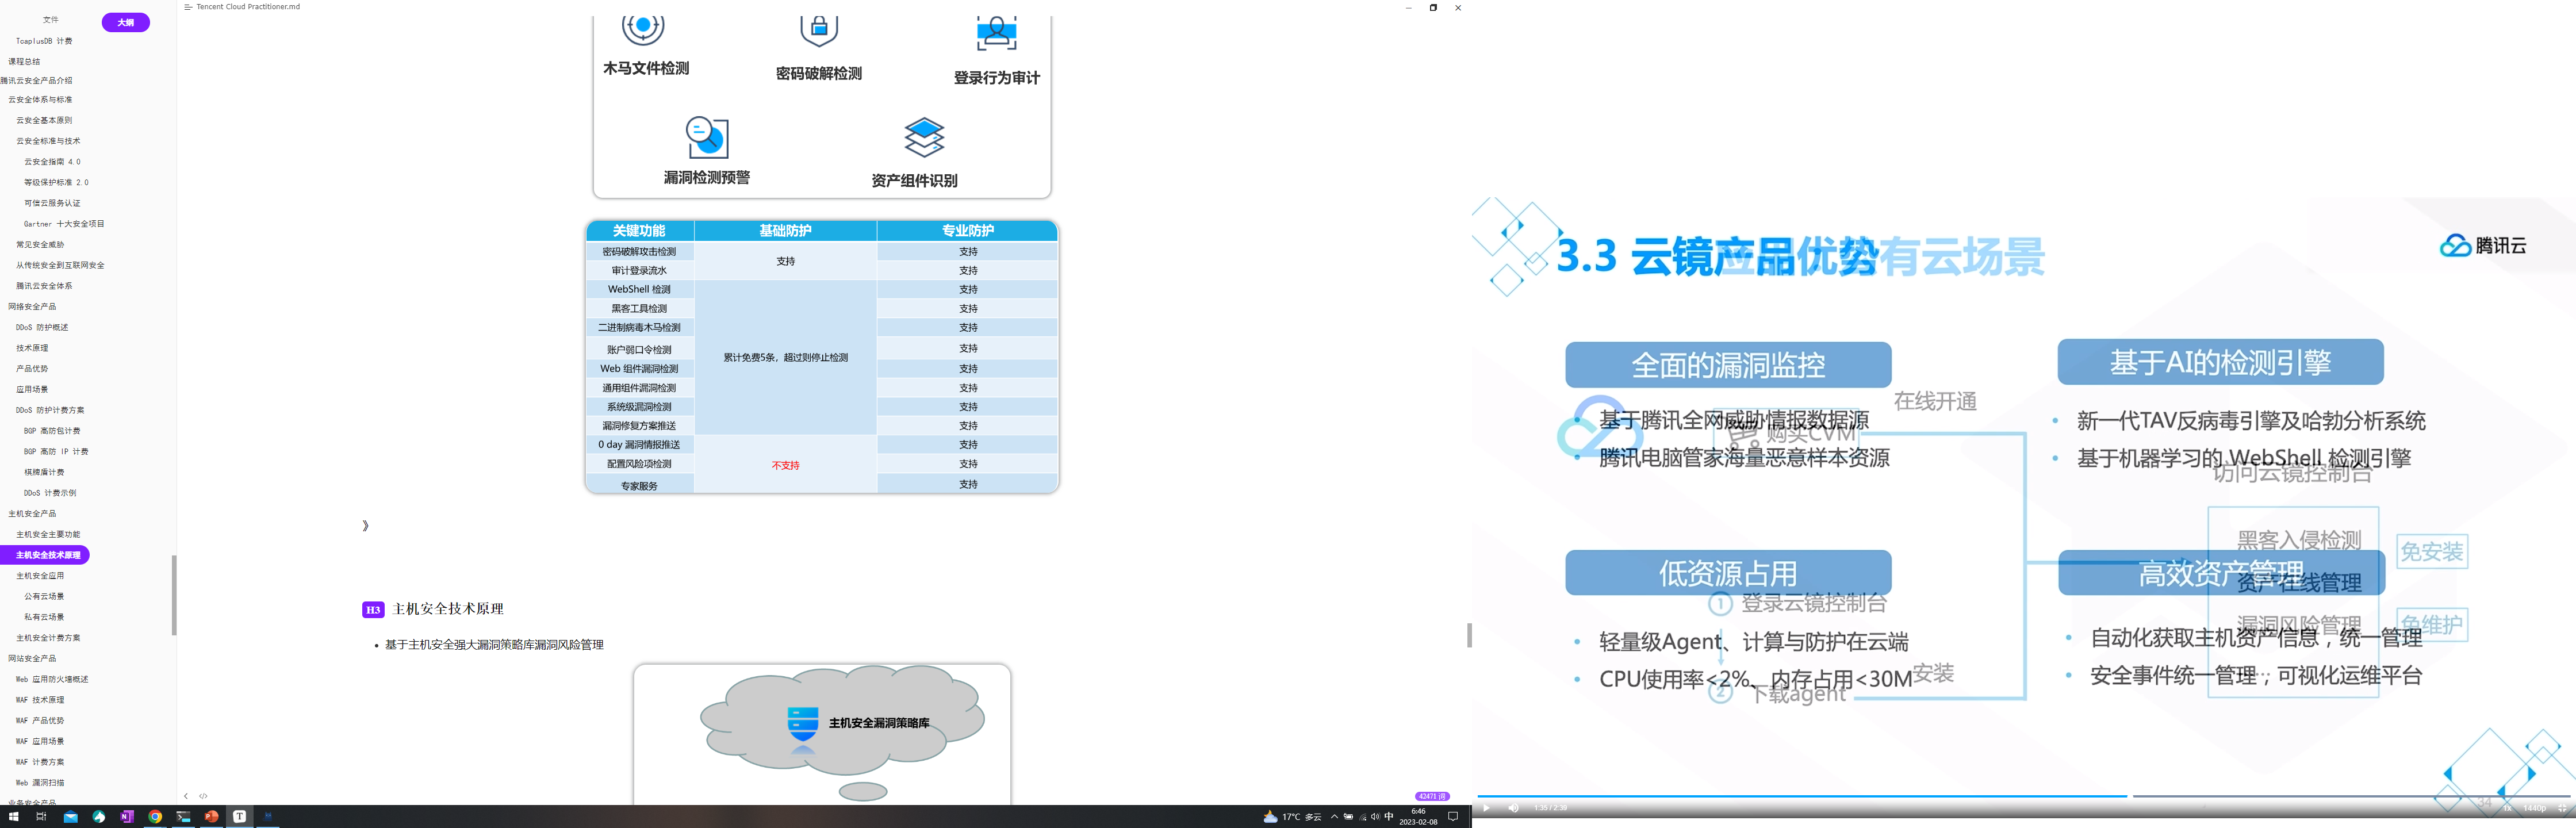 文件
大纲
TcaplusDB 计费
课程总结
腾讯云安全产品介绍
云安全体系与标准
云安全基本原则
云安全标准与技术
云安全指南 4.0
等级保护标准 2.0
可信云服务认证
Gartner 十大安全项目
常见安全威胁
从传统安全到互联网安全
腾讯云安全体系
网络安全产品
DDoS 防护概述
技术原理
产品优势
应用场景
DDoS 防护计费方案
BGP 高防包计费
BGP 高防 IP 计费
棋牌盾计费
DDoS 计费示例
主机安全产品
主机安全主要功能
主机安全技术原理
主机安全应用
公有云场景
私有云场景
主机安全计费方案
网站安全产品
Web 应用防火墙概述
WAF 技术原理
WAF 产品优势
WAF 应用场景
WAF 计费方案
Web 漏洞扫描
业务安全产品
Tencent Cloud Practitioner.md
木马文件检测
密码破解检测
登录行为审计
漏洞检测预警
资产组件识别
关键功能 基础防护 专业防护
密码破解攻击检测 支持 支持
审计登录流水 支持
WebShell 检测 累计免费5条，超过则停止检测 支持
黑客工具检测 支持
二进制病毒木马检测 支持
账户弱口令检测 支持
Web 组件漏洞检测 支持
通用组件漏洞检测 支持
系统级漏洞检测 支持
漏洞修复方案推送 支持
0 day 漏洞情报推送 不支持 支持
配置风险项检测 支持
专家服务 支持
》
H3 主机安全技术原理
基于主机安全强大漏洞策略库漏洞风险管理
主机安全漏洞策略库
42471 词
17°C 多云
中
6:46
2023-02-08
3.3 云镜产品优势
有云场景
腾讯云
全面的漏洞监控
基于腾讯全网威胁情报数据源
腾讯电脑管家海量恶意样本资源
购买CVM
在线开通
基于AI的检测引擎
新一代TAV反病毒引擎及哈勃分析系统
基于机器学习的 WebShell 检测引擎
访问云镜控制台
黑客入侵检测
资产在线管理
漏洞风险管理
免安装
免维护
低资源占用
① 登录云镜控制台
轻量级Agent、计算与防护在云端
CPU使用率<2%、内存占用<30M
安装
② 下载agent
高效资产管理
自动化获取主机资产信息，统一管理
安全事件统一管理，可视化运维平台
34
1:35 / 2:38
1x
1440p